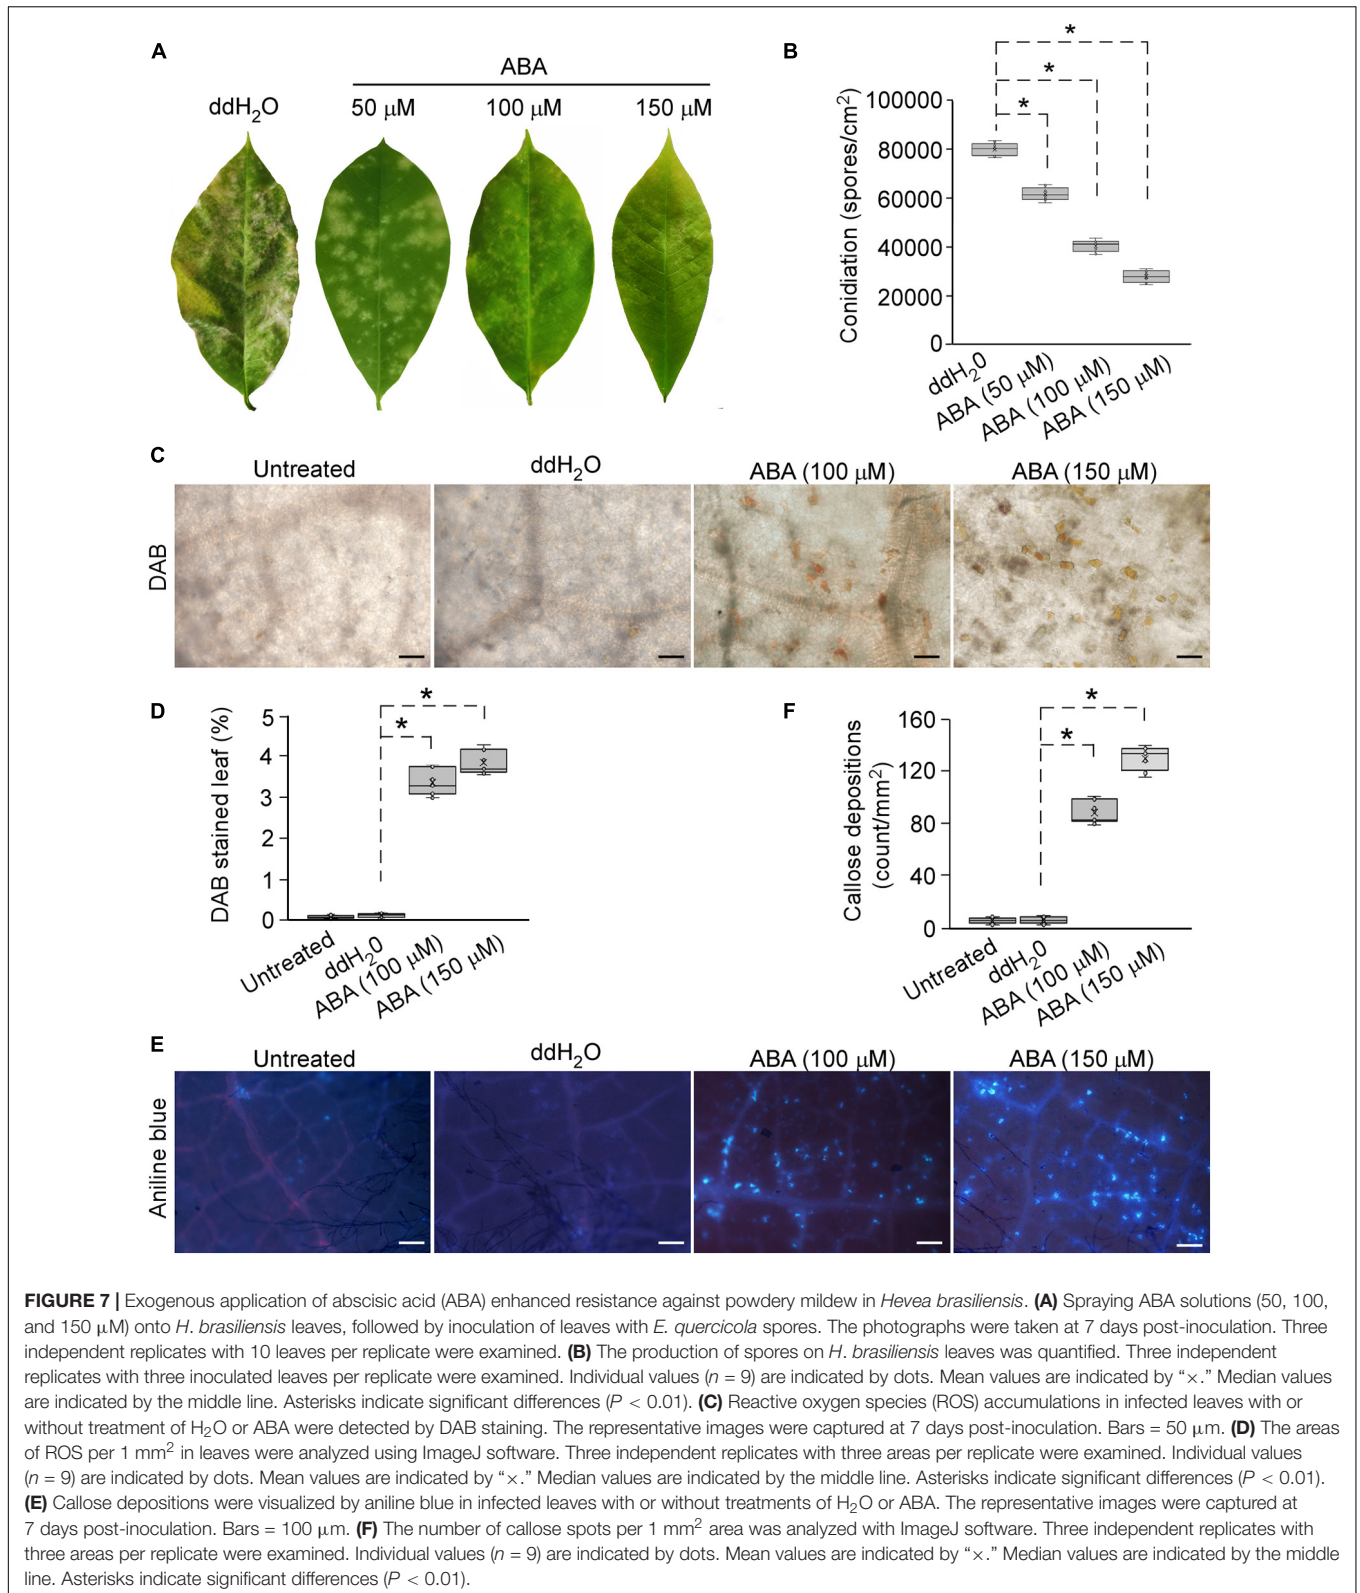 A
ABA
ddH2O
50 μM
100 μM
150 μM
B
*
*
*
Conidiation (spores/cm2)
100000
80000
60000
40000
20000
0
ddH20
ABA (50 μM)
ABA (100 μM)
ABA (150 μM)
C
Untreated
ddH2O
ABA (100 μM)
ABA (150 μM)
DAB
D
*
*
DAB stained leaf (%)
5
4
3
2
1
0
Untreated
ddH20
ABA (100 μM)
ABA (150 μM)
F
*
*
Callose depositions
(count/mm2)
160
120
80
40
0
Untreated
ddH20
ABA (100 μM)
ABA (150 μM)
E
Untreated
ddH2O
ABA (100 μM)
ABA (150 μM)
Aniline blue
FIGURE 7 | Exogenous application of abscisic acid (ABA) enhanced resistance against powdery mildew in Hevea brasiliensis. (A) Spraying ABA solutions (50, 100,
and 150 μM) onto H. brasiliensis leaves, followed by inoculation of leaves with E. quercicola spores. The photographs were taken at 7 days post-inoculation. Three
independent replicates with 10 leaves per replicate were examined. (B) The production of spores on H. brasiliensis leaves was quantified. Three independent
replicates with three inoculated leaves per replicate were examined. Individual values (n = 9) are indicated by dots. Mean values are indicated by “×.” Median values
are indicated by the middle line. Asterisks indicate significant differences (P < 0.01). (C) Reactive oxygen species (ROS) accumulations in infected leaves with or
without treatment of H2O or ABA were detected by DAB staining. The representative images were captured at 7 days post-inoculation. Bars = 50 μm. (D) The areas
of ROS per 1 mm2 in leaves were analyzed using ImageJ software. Three independent replicates with three areas per replicate were examined. Individual values
(n = 9) are indicated by dots. Mean values are indicated by “×.” Median values are indicated by the middle line. Asterisks indicate significant differences (P < 0.01).
(E) Callose depositions were visualized by aniline blue in infected leaves with or without treatments of H2O or ABA. The representative images were captured at
7 days post-inoculation. Bars = 100 μm. (F) The number of callose spots per 1 mm2 area was analyzed with ImageJ software. Three independent replicates with
three areas per replicate were examined. Individual values (n = 9) are indicated by dots. Mean values are indicated by “×.” Median values are indicated by the middle
line. Asterisks indicate significant differences (P < 0.01).